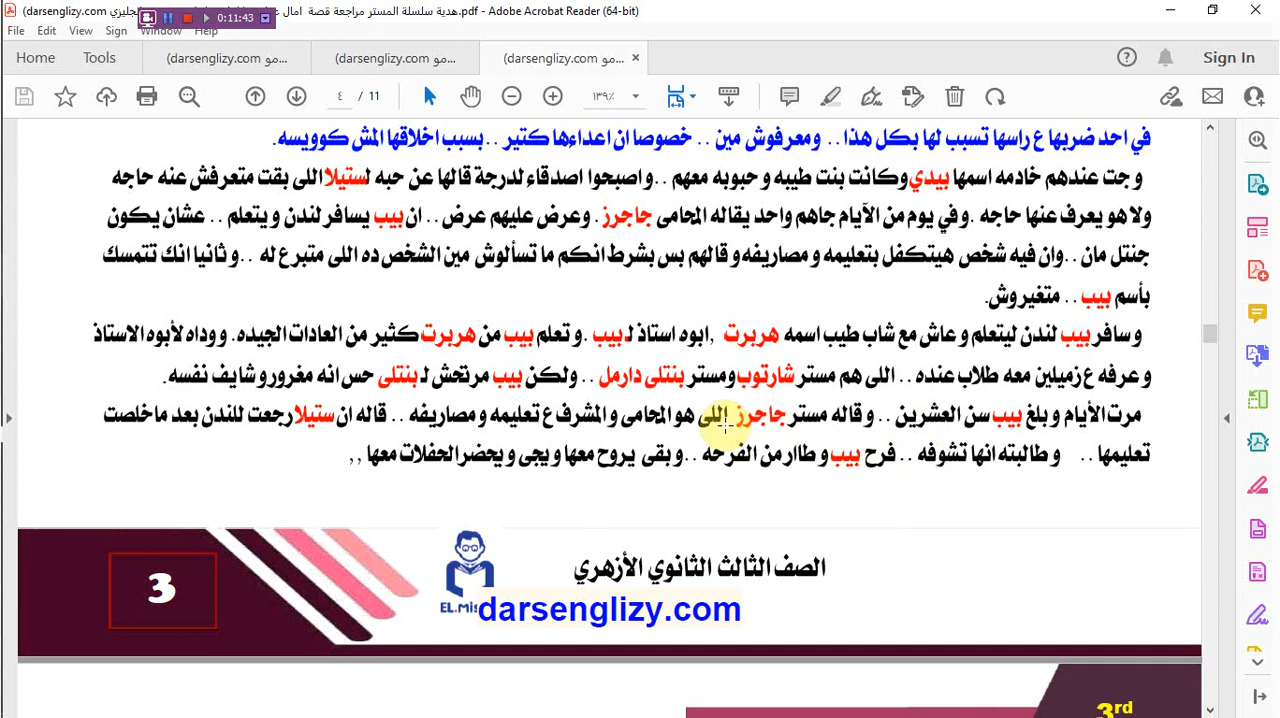 هدية سلسلة المستر مراجعة قصة امال
جليزي (darsenglizy.com).pdf - Adobe Acrobat Reader (64-bit)
0:11:43
File Edit View Sign Window Help
Home Tools (darsenglizy.com مو... (darsenglizy.com مو... (darsenglizy.com مو... Sign In
٤ / 11 ١٣٩٪
في احد ضربها ع راسها تسبب لها بكل هذا .. ومعرفوش مين .. خصوصا ان اعداءها كتير ..بسبب اخلاقها المش كوويسه.
و جت عندهم خادمه اسمها بيدي وكانت بنت طيبه و حبوبه معهم ..و اصبحوا اصدقاء لدرجة قالها عن حبه لستيلا اللى بقت متعرفش عنه حاجه
ولا هو يعرف عنها حاجه .وفي يوم من الآيام جاهم واحد يقاله المحامى جاجرز. وعرض عليهم عرض .. ان بيب يسافر لندن و يتعلم .. عشان يكون
جنتل مان ..وان فيه شخص هيتكفل بتعليمه و مصاريفه و قالهم بس بشرط انكم ما تسألوش مين الشخص ده اللى متبرع له ..و ثانيا انك تتمسك
بأسم بيب .. متغيروش.
و سافر بيب لندن ليتعلم و عاش مع شاب طيب اسمه هربرت ,ابوه استاذ لـ بيب .و تعلم بيب من هربرت كثير من العادات الجيده. و وداه لأبوه الاستاذ
و عرفه ع زميلين معه طلاب عنده .. اللى هم مستر شارتوب ومستر بنتلى دارمل .. ولكن بيب مرتحش لـ بنتلى حس انه مغرور و شايف نفسه.
مرت الأيام و بلغ بيب سن العشرين .. و قاله مستر جاجرز اللى هو المحامى و المشرف ع تعليمه و مصاريفه .. قاله ان ستيلا رجعت للندن بعد ما خلصت
تعليمها .. و طالبته انها تشوفه .. فرح بيب و طاار من الفرحه ..و بقى يروح معها و يجى و يحضر الحفلات معها ,,
3
EL.Mis
الصف الثالث الثانوي الأزهري
darsenglizy.com
3rd